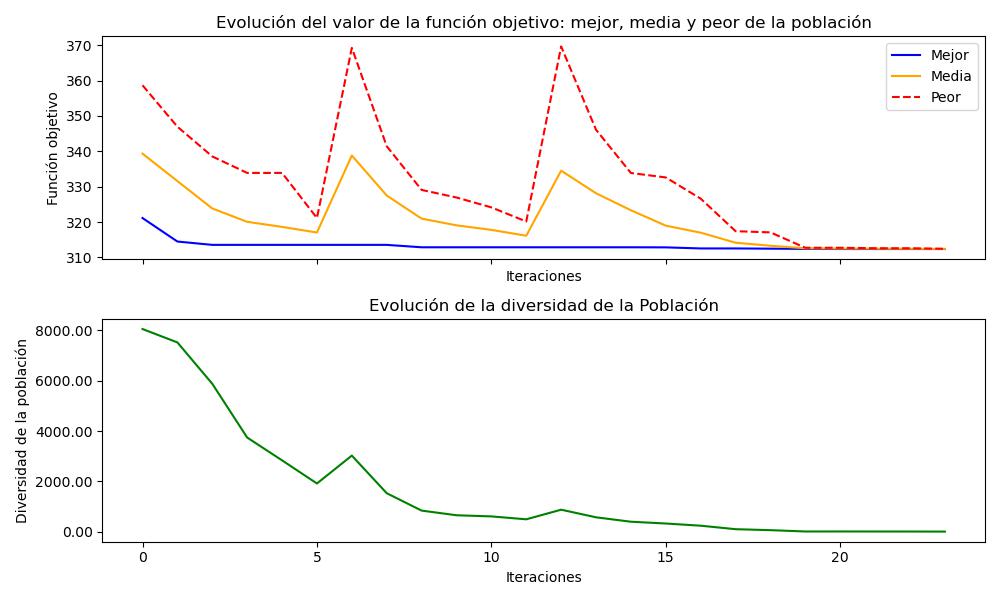 Evolución del valor de la función objetivo: mejor, media y peor de la población
370
360
350
340
330
320
310
Función objetivo
Mejor
Media
Peor
Iteraciones
Evolución de la diversidad de la Población
8000.00
6000.00
4000.00
2000.00
0.00
Diversidad de la población
0 5 10 15 20
Iteraciones